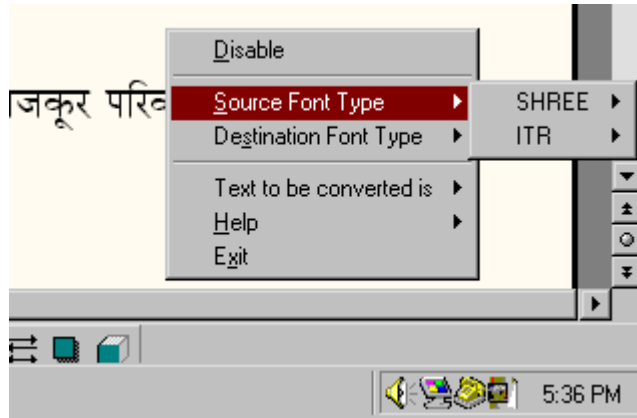 Disable
जकूर परिव
Source Font Type
SHREE
Destination Font Type
ITR
Text to be converted is
Help
Exit
5:36 PM